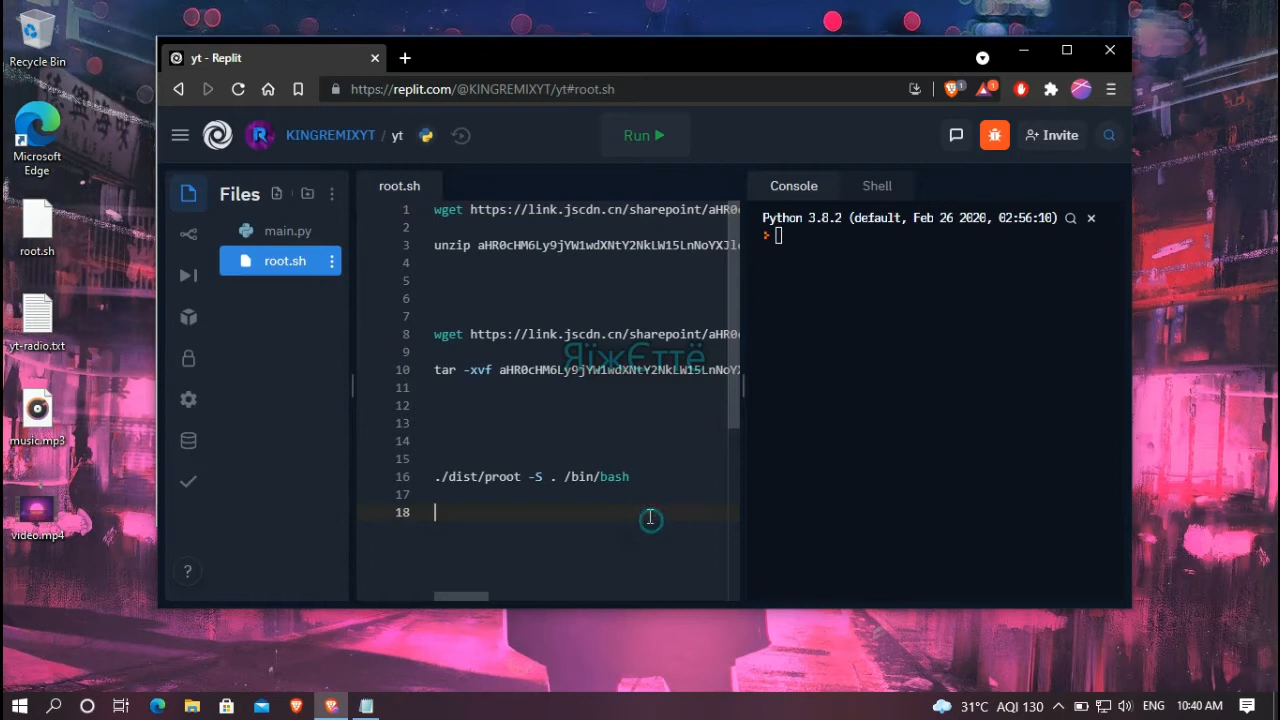 Recycle Bin
Microsoft
Edge
root.sh
yt-radio.txt
music.mp3
video.mp4
yt - Replit
https://replit.com/@KINGREMIXYT/yt#root.sh
KINGREMIXYT / yt
Run
Invite
Files
main.py
root.sh
root.sh
1 wget https://link.jscdn.cn/sharepoint/aHR0
2
3 unzip
4
5
6
7
8 wget https://link.jscdn.cn/sharepoint/aHR0
9
ЯїжЄттё
10 tar -xvf
11
12
13
14
15
16 ./dist/proot -S . /bin/bash
17
18
Console
Shell
Python 3.8.2 (default, Feb 26 2020, 02:56:10)
?
31°C AQI 130
ENG
10:40 AM